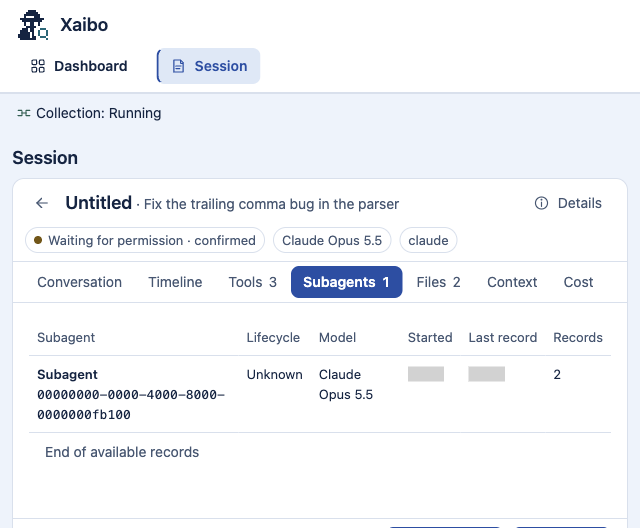 Xaibo
Dashboard
Session
Collection: Running
Session
Untitled · Fix the trailing comma bug in the parser
Details
Waiting for permission · confirmed
Claude Opus 5.5
claude
Conversation
Timeline
Tools 3
Subagents 1
Files 2
Context
Cost
Subagent
Lifecycle
Model
Started
Last record
Records
Subagent
00000000-0000-4000-8000-
0000000fb100
Unknown
Claude
Opus 5.5
2
End of available records